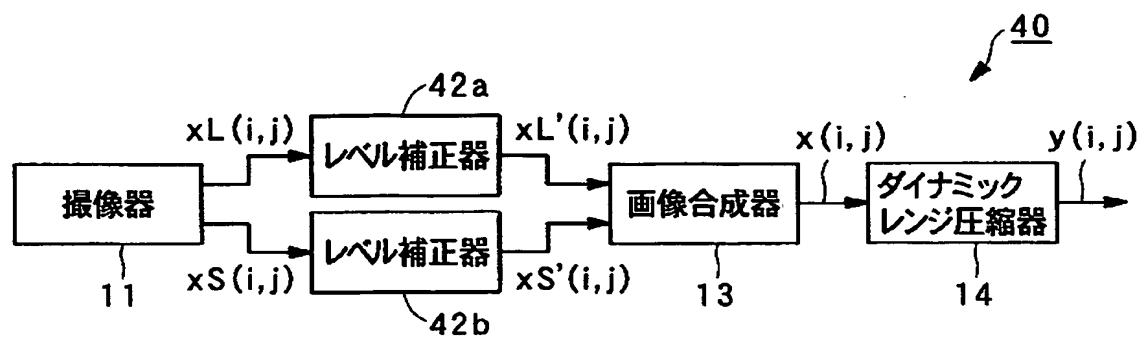 40
42a
xL(i,j)
レベル補正器
xL'(i,j)
x(i,j)
y(i,j)
撮像器
画像合成器
ダイナミック
レンジ圧縮器
11
xS(i,j)
レベル補正器
xS'(i,j)
13
14
42b